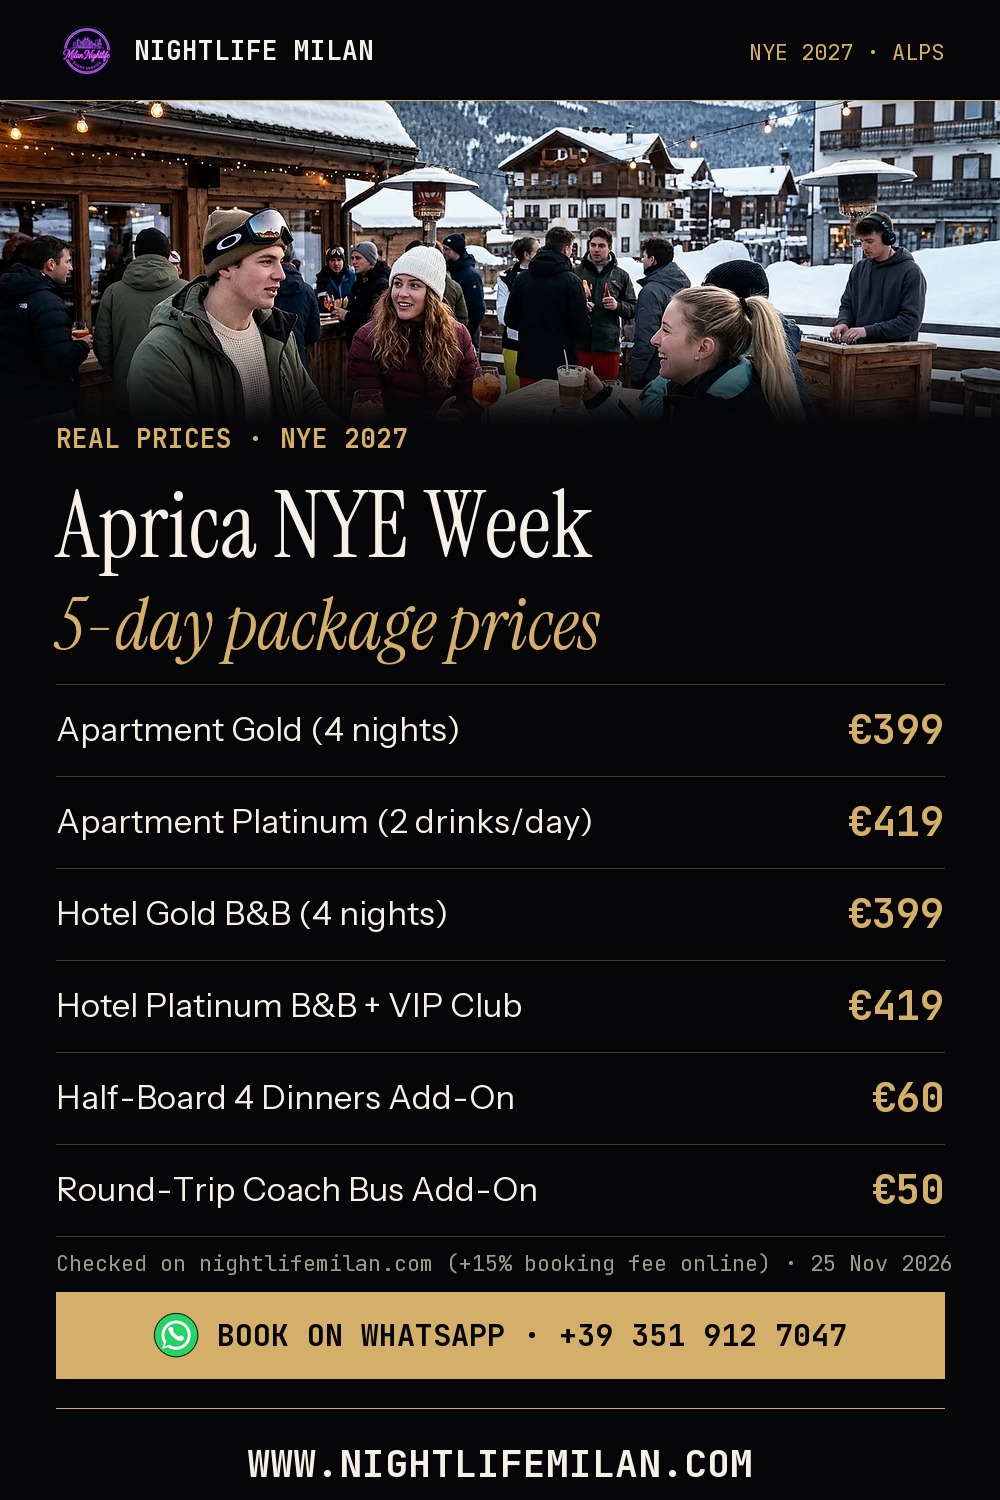 Milan Nightlife
NIGHTLIFE MILAN
NYE 2027 · ALPS
REAL PRICES · NYE 2027
Aprica NYE Week
5-day package prices
Apartment Gold (4 nights) €399
Apartment Platinum (2 drinks/day) €419
Hotel Gold B&B (4 nights) €399
Hotel Platinum B&B + VIP Club €419
Half-Board 4 Dinners Add-On €60
Round-Trip Coach Bus Add-On €50
Checked on nightlifemilan.com (+15% booking fee online) · 25 Nov 2026
BOOK ON WHATSAPP · +39 351 912 7047
WWW.NIGHTLIFEMILAN.COM